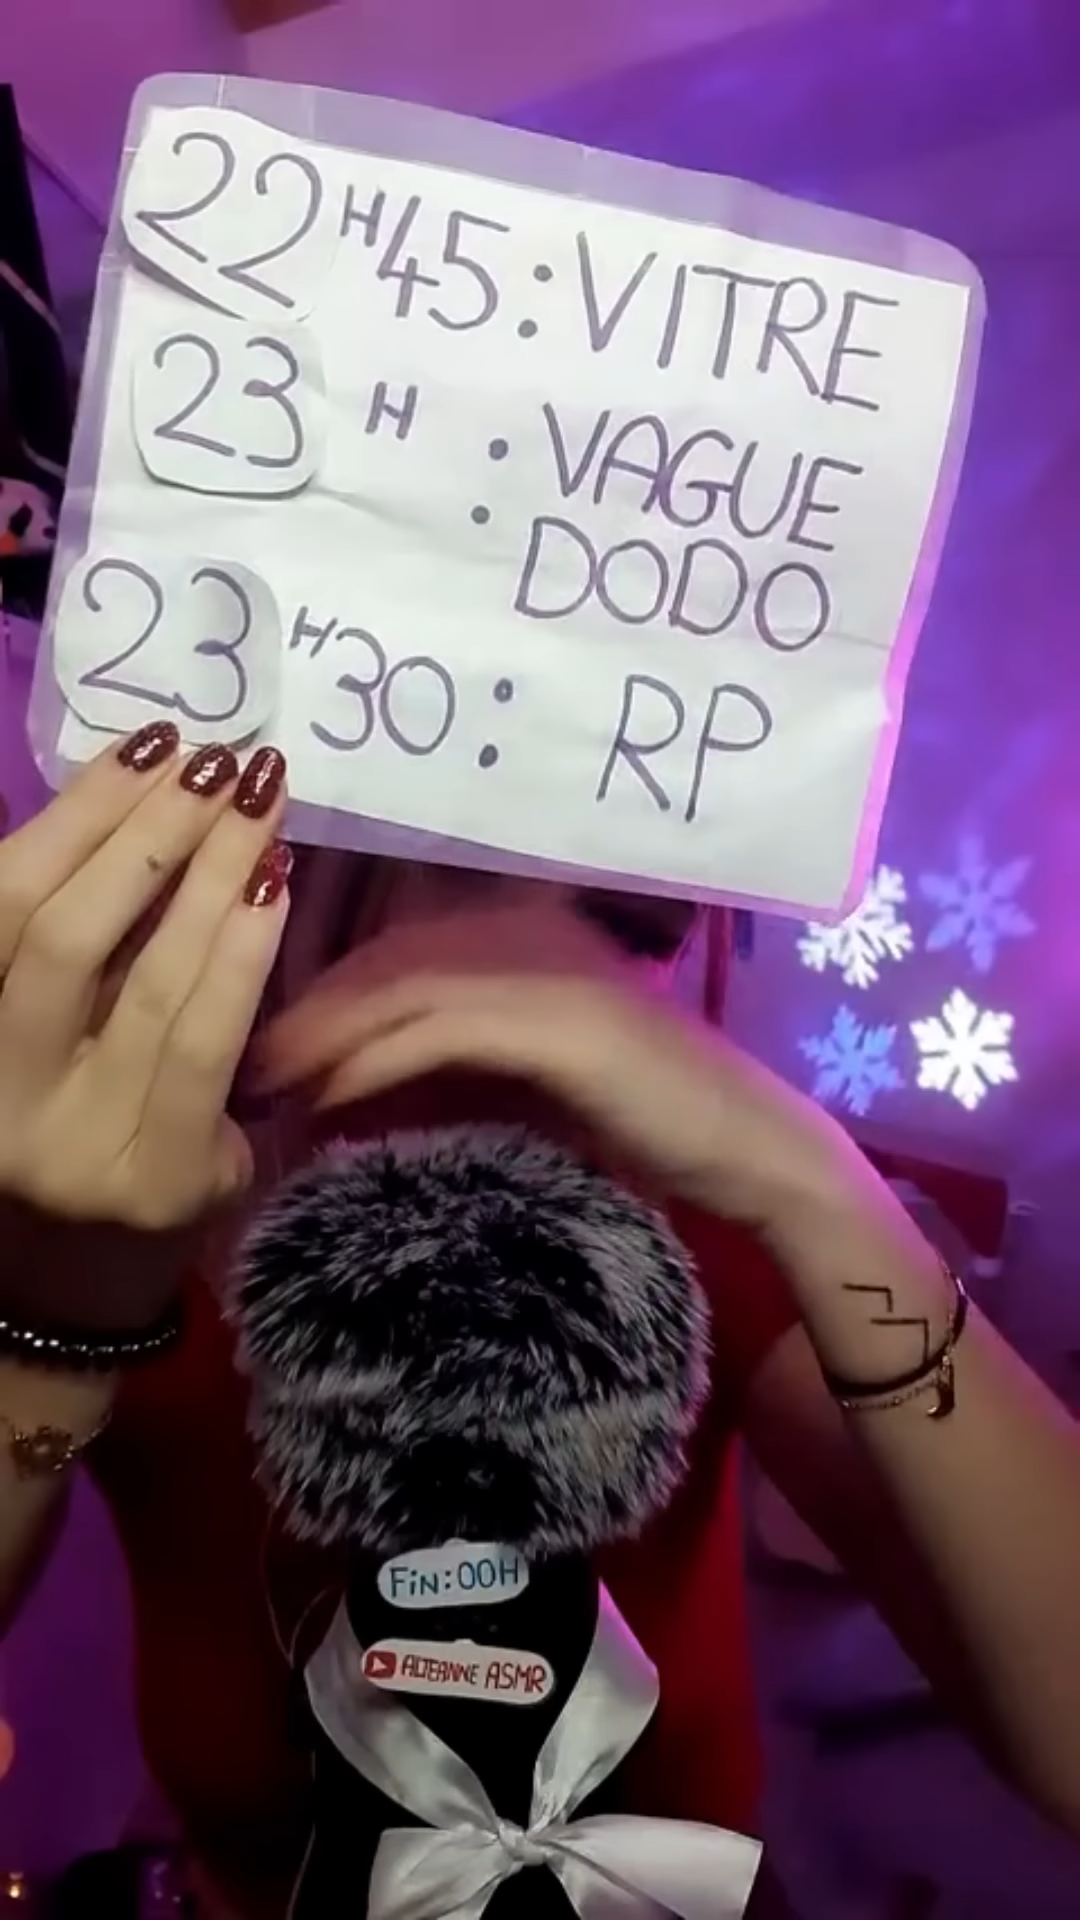 22H45: VITRE
23 H : VAGUE
DODO
23H30: RP
FiN:00H
ALTEANNE ASMR